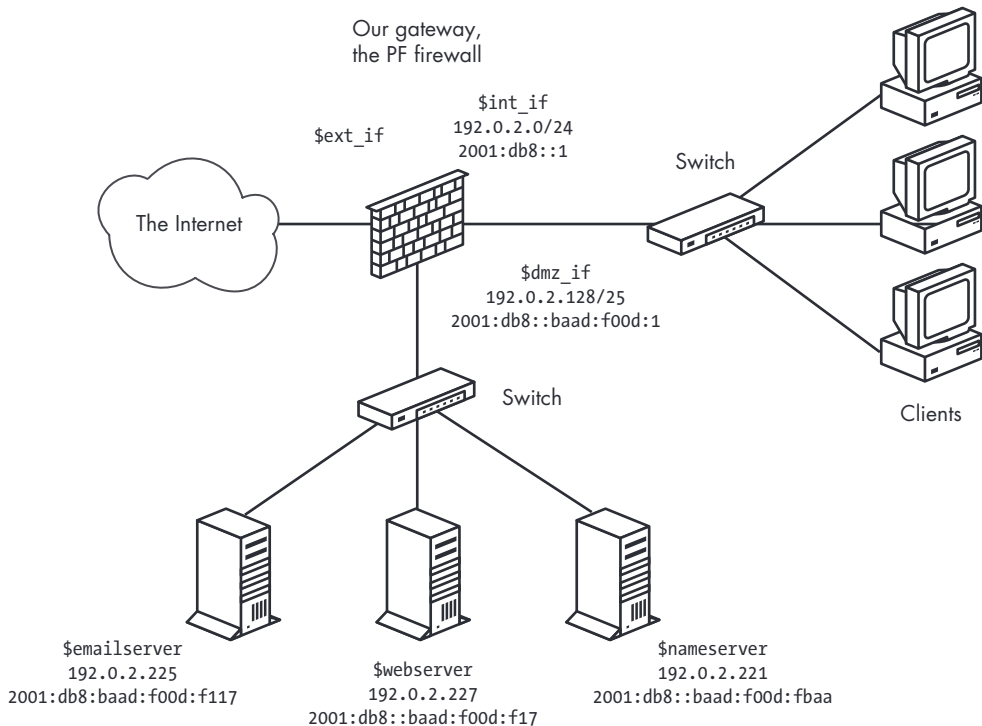 Our gateway,
the PF firewall
$int_if
192.0.2.0/24
2001:db8::1
$ext_if
Switch
The Internet
$dmz_if
192.0.2.128/25
2001:db8::baad:f00d:1
Switch
Clients
$emailserver
192.0.2.225
2001:db8:baad:f00d:f117
$webserver
192.0.2.227
2001:db8::baad:f00d:f17
$nameserver
192.0.2.221
2001:db8::baad:f00d:fbaa